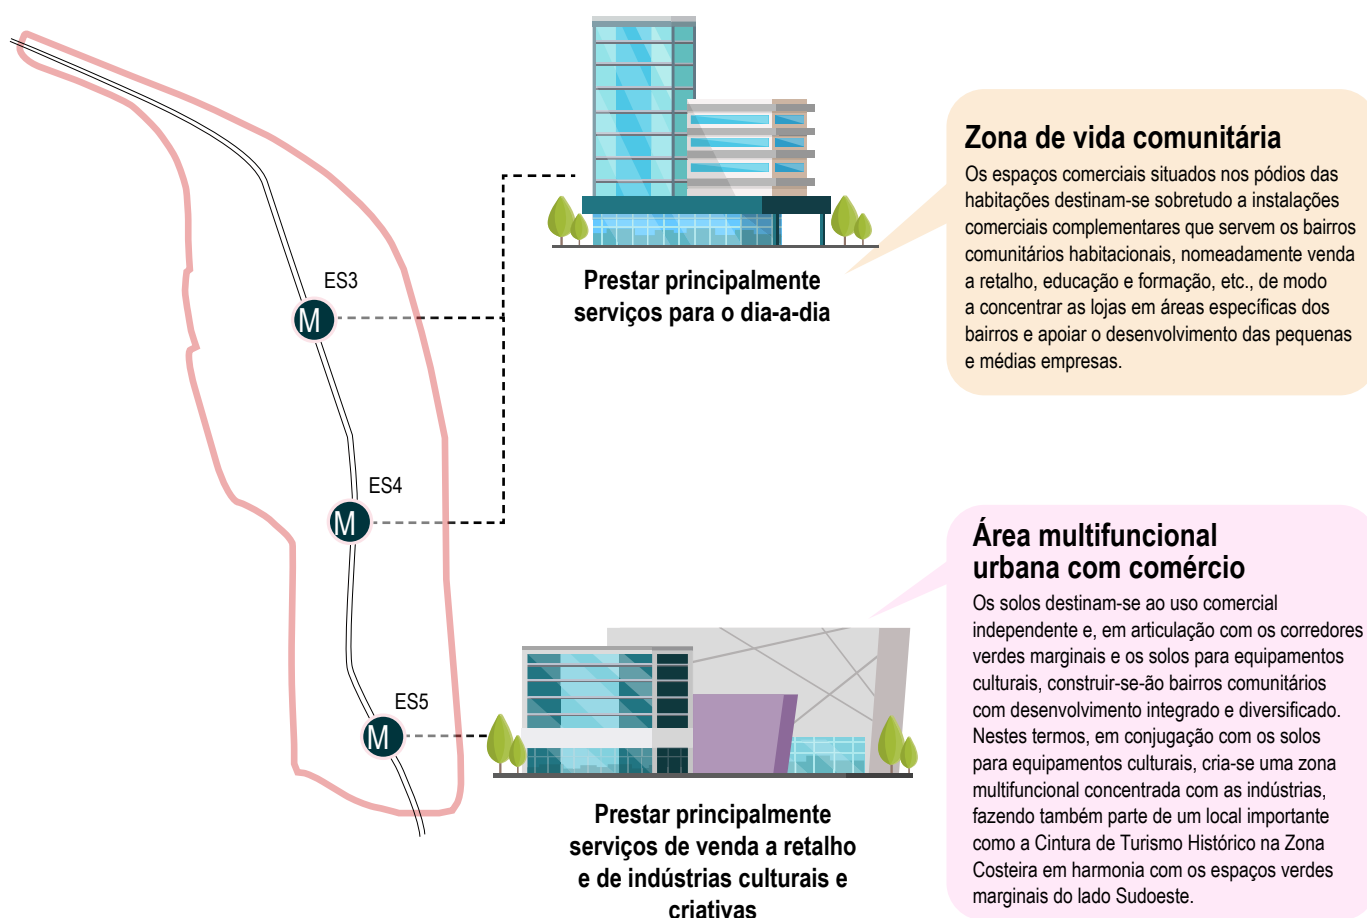 ES3
M
ES4
M
ES5
M
Prestar principalmente
serviços para o dia-a-dia
Zona de vida comunitária
Os espaços comerciais situados nos pódios das
habitações destinam-se sobretudo a instalações
comerciais complementares que servem os bairros
comunitários habitacionais, nomeadamente venda
a retalho, educação e formação, etc., de modo
a concentrar as lojas em áreas específicas dos
bairros e apoiar o desenvolvimento das pequenas
e médias empresas.
Prestar principalmente
serviços de venda a retalho
e de indústrias culturais e
criativas
Área multifuncional
urbana com comércio
Os solos destinam-se ao uso comercial
independente e, em articulação com os corredores
verdes marginais e os solos para equipamentos
culturais, construir-se-ão bairros comunitários
com desenvolvimento integrado e diversificado.
Nestes termos, em conjugação com os solos
para equipamentos culturais, cria-se uma zona
multifuncional concentrada com as indústrias,
fazendo também parte de um local importante
como a Cintura de Turismo Histórico na Zona
Costeira em harmonia com os espaços verdes
marginais do lado Sudoeste.